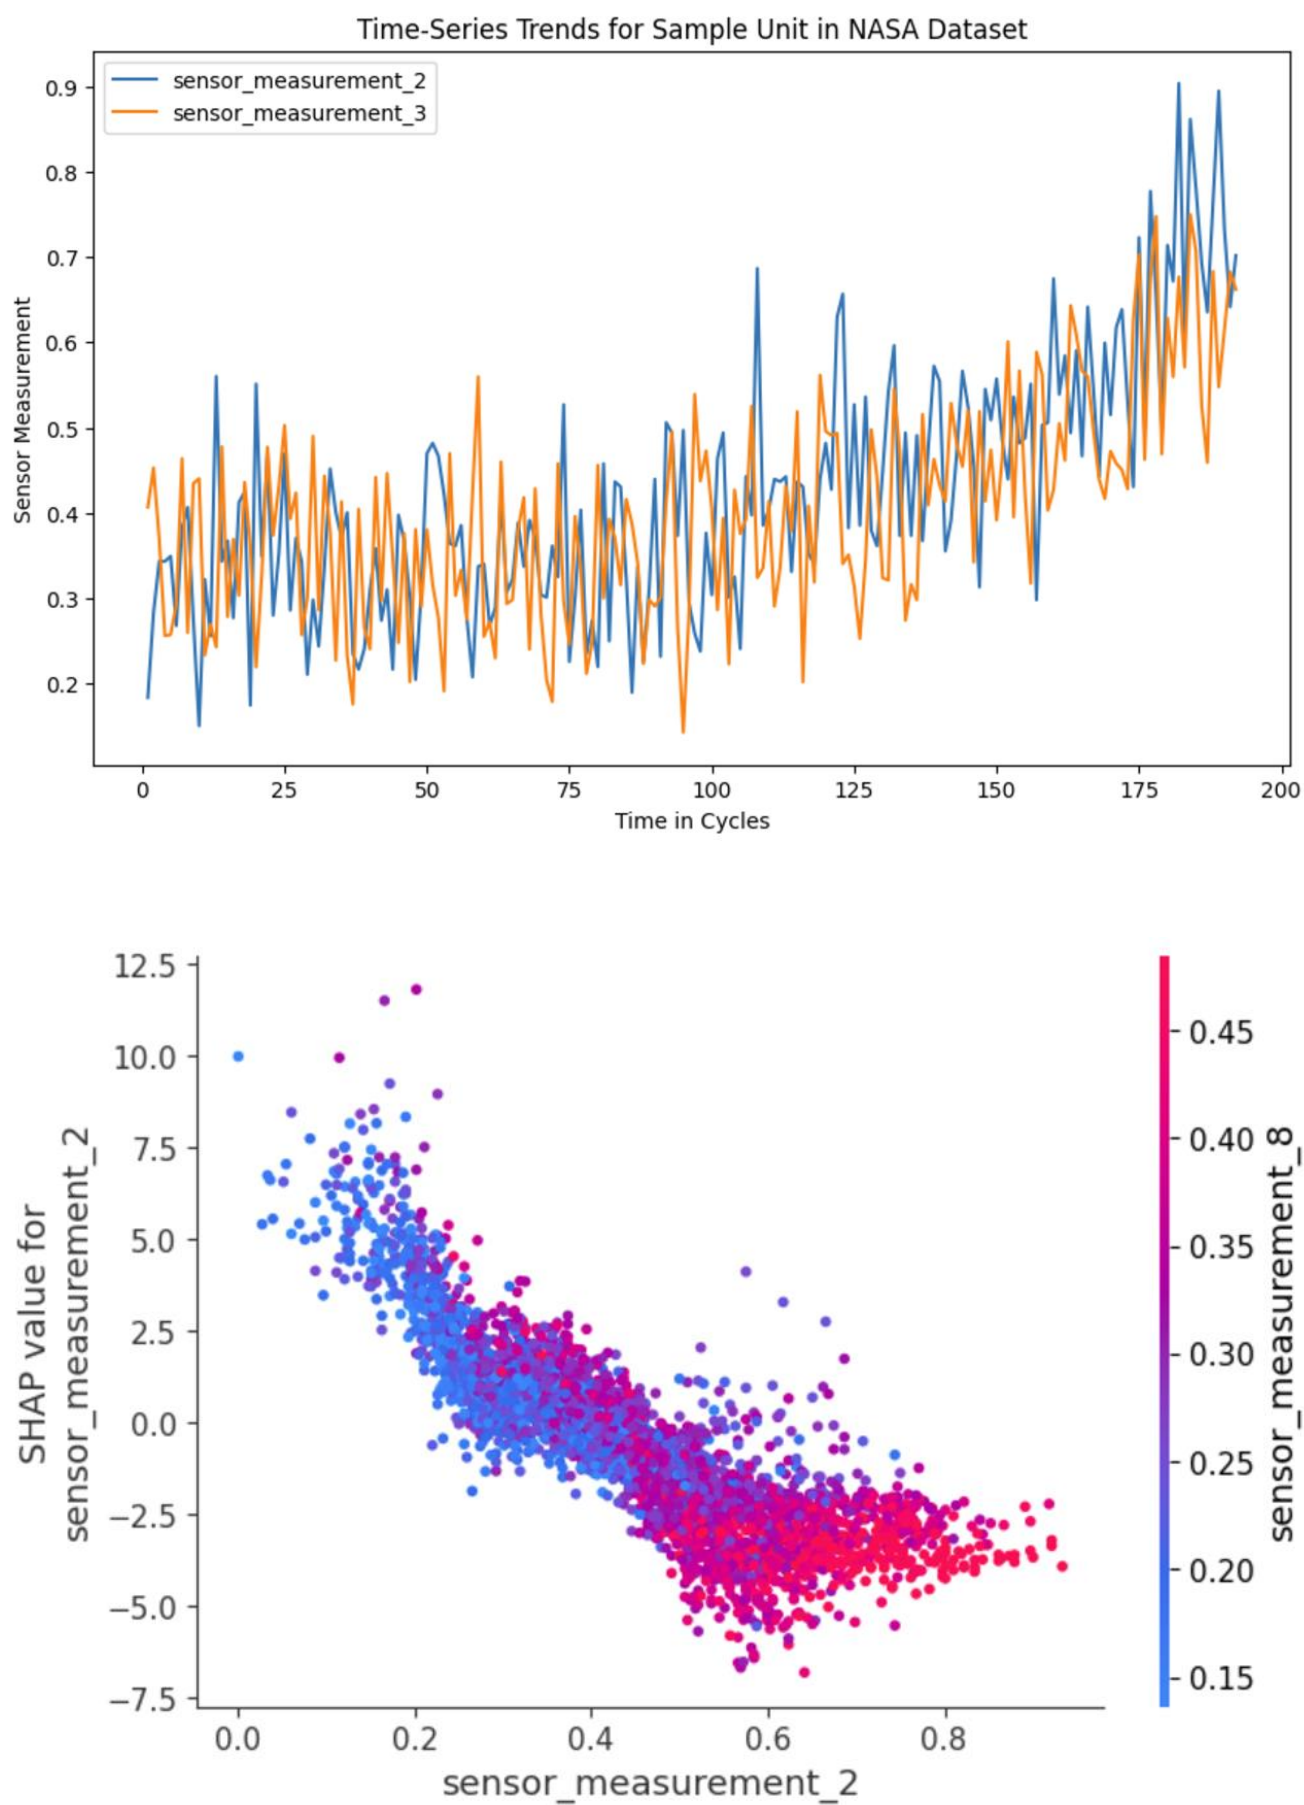 Time-Series Trends for Sample Unit in NASA Dataset
sensor_measurement_2
sensor_measurement_3
0.9
0.8
0.7
0.6
0.5
0.4
0.3
0.2
Sensor Measurement
0 25 50 75 100 125 150 175 200
Time in Cycles
12.5
10.0
7.5
5.0
2.5
0.0
−2.5
−5.0
−7.5
SHAP value for
sensor_measurement_2
0.0 0.2 0.4 0.6 0.8
sensor_measurement_2
0.45
0.40
0.35
0.30
0.25
0.20
0.15
sensor_measurement_8